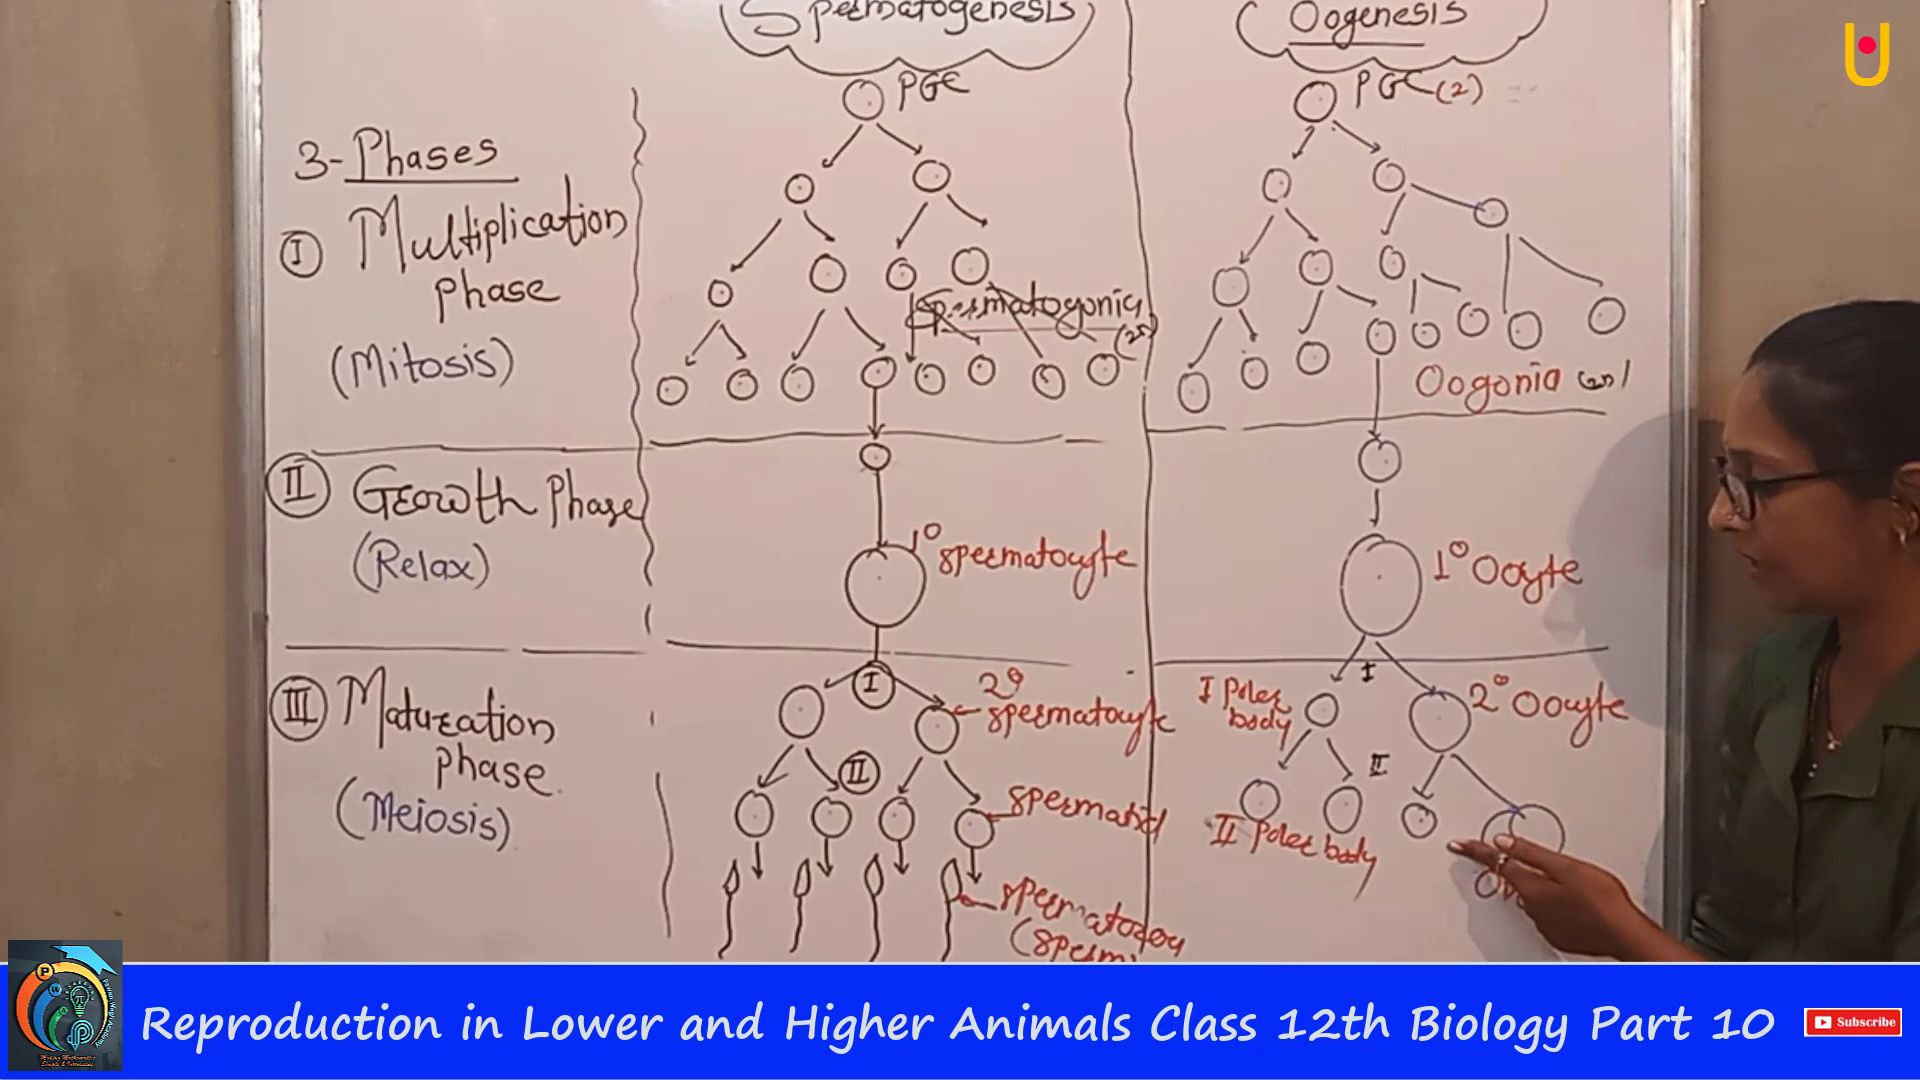 Spermatogenesis
Oogenesis
PGC
PGC (2)
3-Phases
I Multiplication
phase
(Mitosis)
Spermatogonia
(2n)
Oogonia (2n)
II Growth Phase
(Relax)
1° spermatocyte
1° Oocyte
III Maturation
phase
(Meiosis)
I
2°
spermatocyte
II
spermatid
spermatozoa
(sperm)
I Polar
body
I
2° Oocyte
II
II Polar body
Reproduction in Lower and Higher Animals Class 12th Biology Part 10
Subscribe